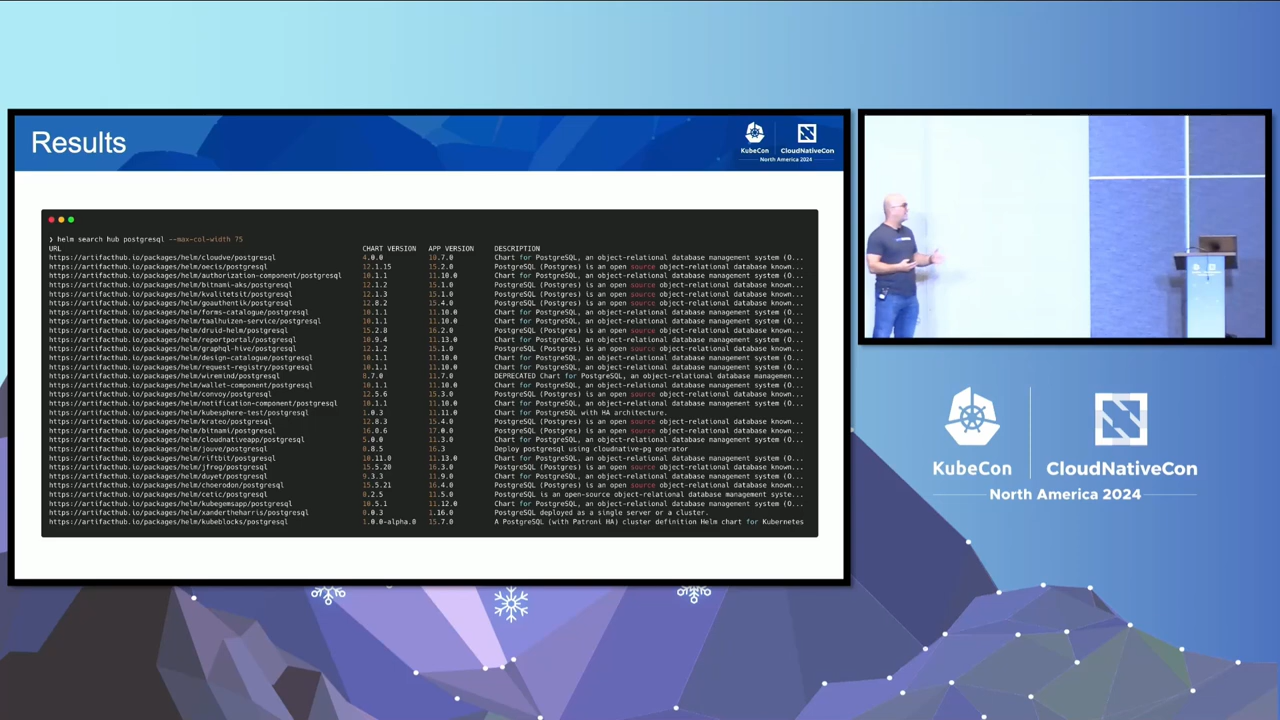 Results
KubeCon
CloudNativeCon
North America 2024
❯ helm search hub postgresql --max-col-width 75
URL CHART VERSION APP VERSION DESCRIPTION
https://artifacthub.io/packages/helm/cloudve/postgresql 4.0.0 10.7.0 Chart for PostgreSQL, an object-relational database management system (O...
https://artifacthub.io/packages/helm/oecis/postgresql 12.1.15 15.2.0 PostgreSQL (Postgres) is an open source object-relational database known...
https://artifacthub.io/packages/helm/authorization-component/postgresql 10.1.1 11.10.0 Chart for PostgreSQL, an object-relational database management system (O...
https://artifacthub.io/packages/helm/bitnami-aks/postgresql 12.1.2 15.1.0 PostgreSQL (Postgres) is an open source object-relational database known...
https://artifacthub.io/packages/helm/kvalitetsit/postgresql 12.1.3 15.1.0 PostgreSQL (Postgres) is an open source object-relational database known...
https://artifacthub.io/packages/helm/goauthentik/postgresql 12.8.2 15.4.0 PostgreSQL (Postgres) is an open source object-relational database known...
https://artifacthub.io/packages/helm/forms-catalogue/postgresql 10.1.1 11.10.0 Chart for PostgreSQL, an object-relational database management system (O...
https://artifacthub.io/packages/helm/taalhuizen-service/postgresql 10.1.1 11.10.0 Chart for PostgreSQL, an object-relational database management system (O...
https://artifacthub.io/packages/helm/druid-helm/postgresql 15.2.8 16.2.0 PostgreSQL (Postgres) is an open source object-relational database known...
https://artifacthub.io/packages/helm/reportportal/postgresql 10.9.4 11.13.0 Chart for PostgreSQL, an object-relational database management system (O...
https://artifacthub.io/packages/helm/graphql-hive/postgresql 12.1.2 15.1.0 PostgreSQL (Postgres) is an open source object-relational database known...
https://artifacthub.io/packages/helm/design-catalogue/postgresql 10.1.1 11.10.0 Chart for PostgreSQL, an object-relational database management system (O...
https://artifacthub.io/packages/helm/request-registry/postgresql 10.1.1 11.10.0 Chart for PostgreSQL, an object-relational database management system (O...
https://artifacthub.io/packages/helm/wiremind/postgresql 8.7.0 11.7.0 DEPRECATED Chart for PostgreSQL, an object-relational database managemen...
https://artifacthub.io/packages/helm/wallet-component/postgresql 10.1.1 11.10.0 Chart for PostgreSQL, an object-relational database management system (O...
https://artifacthub.io/packages/helm/convoy/postgresql 12.5.6 15.3.0 PostgreSQL (Postgres) is an open source object-relational database known...
https://artifacthub.io/packages/helm/notification-component/postgresql 10.1.1 11.10.0 Chart for PostgreSQL, an object-relational database management system (O...
https://artifacthub.io/packages/helm/kubesphere-test/postgresql 1.0.3 11.11.0 Chart for PostgreSQL with HA architecture.
https://artifacthub.io/packages/helm/krateo/postgresql 12.8.3 15.4.0 PostgreSQL (Postgres) is an open source object-relational database known...
https://artifacthub.io/packages/helm/bitnami/postgresql 16.0.6 17.0.0 PostgreSQL (Postgres) is an open source object-relational database known...
https://artifacthub.io/packages/helm/cloudnativeapp/postgresql 5.0.0 11.3.0 Chart for PostgreSQL, an object-relational database management system (O...
https://artifacthub.io/packages/helm/jouve/postgresql 0.8.5 16.3 Deploy postgresql using cloudnative-pg operator
https://artifacthub.io/packages/helm/riftbit/postgresql 10.11.0 11.13.0 Chart for PostgreSQL, an object-relational database management system (O...
https://artifacthub.io/packages/helm/jfrog/postgresql 15.5.20 16.3.0 PostgreSQL (Postgres) is an open source object-relational database known...
https://artifacthub.io/packages/helm/duyet/postgresql 9.3.3 11.9.0 Chart for PostgreSQL, an object-relational database management system (O...
https://artifacthub.io/packages/helm/choerodon/postgresql 15.5.21 16.4.0 PostgreSQL (Postgres) is an open source object-relational database known...
https://artifacthub.io/packages/helm/cetic/postgresql 0.2.5 11.5.0 PostgreSQL is an open-source object-relational database management syste...
https://artifacthub.io/packages/helm/kubegemsapp/postgresql 10.5.1 11.12.0 Chart for PostgreSQL, an object-relational database management system (O...
https://artifacthub.io/packages/helm/xandertheharris/postgresql 0.0.3 1.16.0 PostgreSQL deployed as a single server or a cluster.
https://artifacthub.io/packages/helm/kubeblocks/postgresql 1.0.0-alpha.0 15.7.0 A PostgreSQL (with Patroni HA) cluster definition Helm chart for Kubernetes
KubeCon
CloudNativeCon
North America 2024